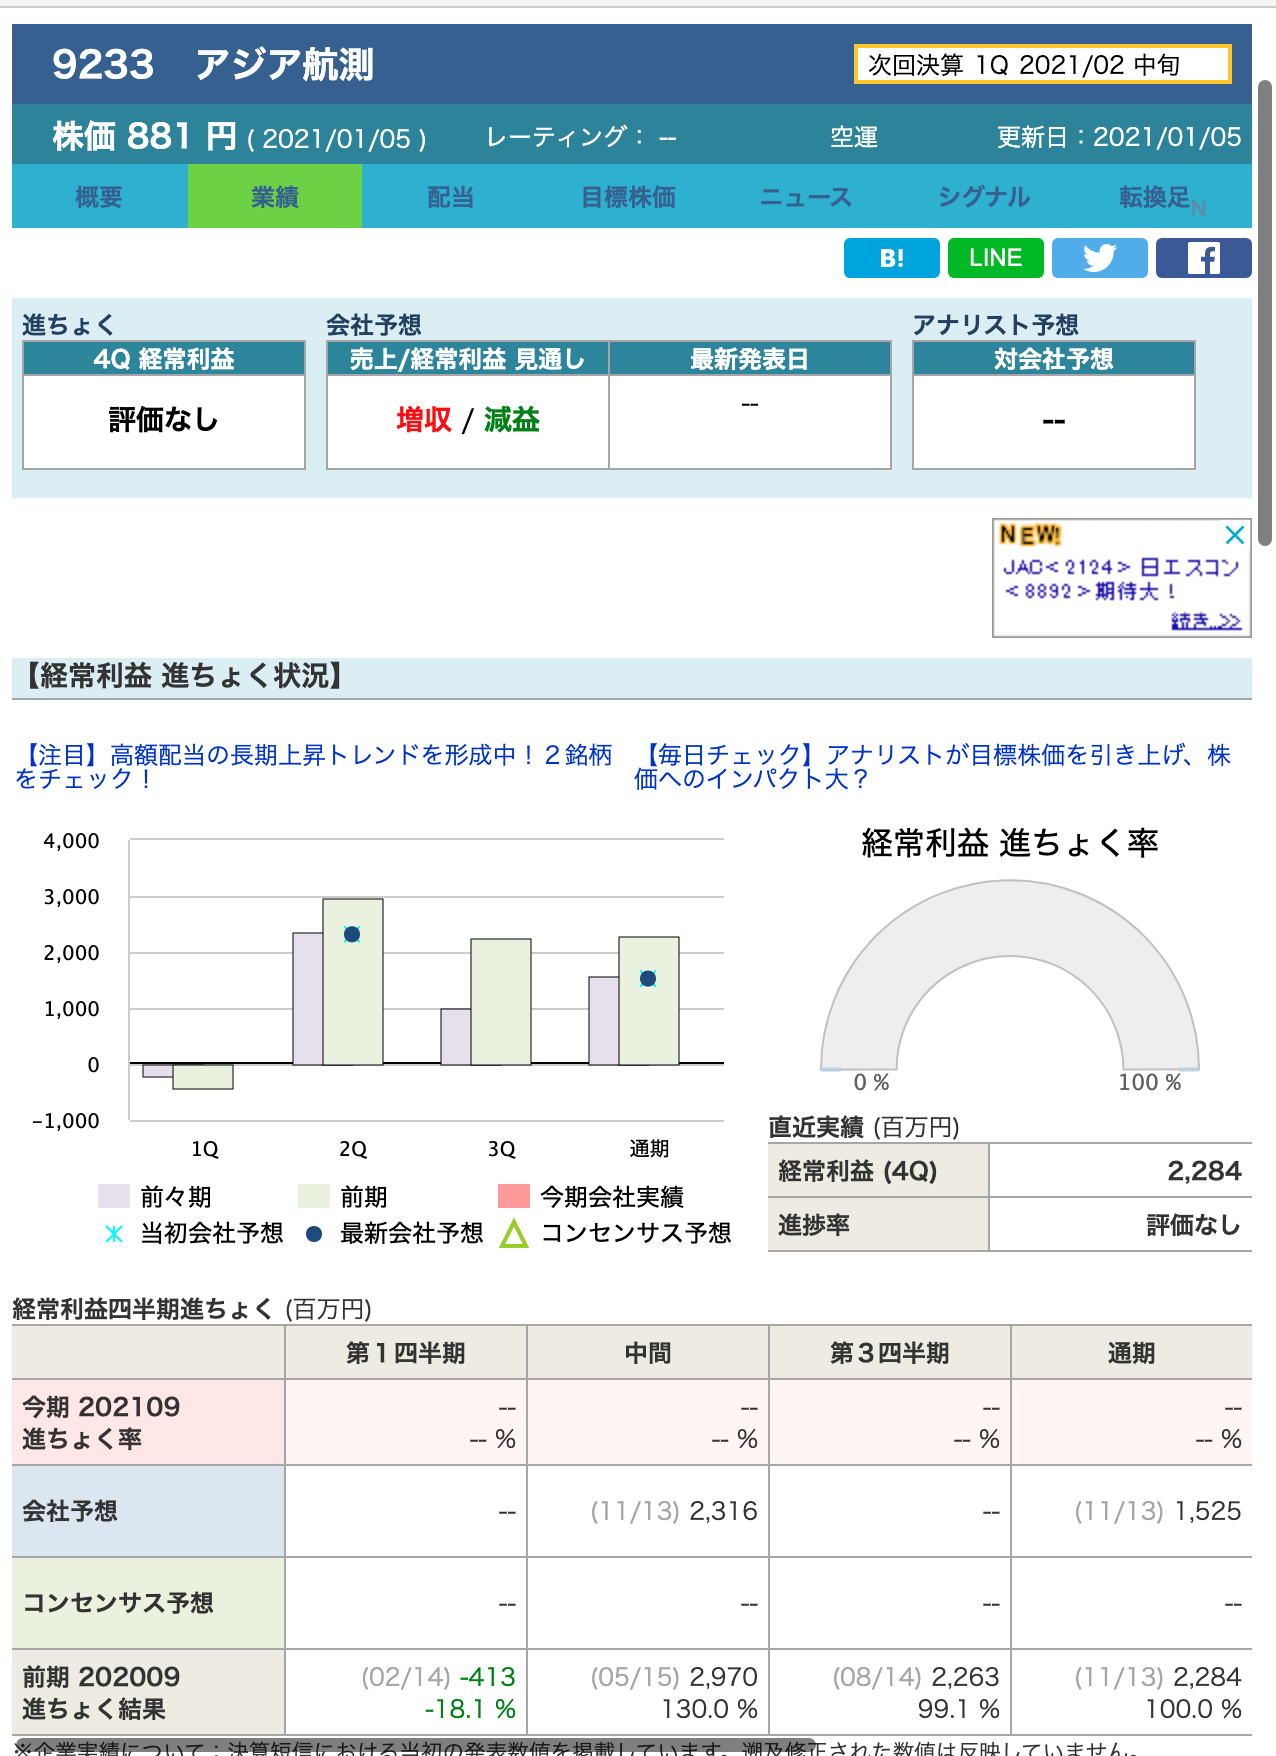 9233 アジア航測
次回決算 1Q 2021/02 中旬
株価 881 円 ( 2021/01/05 ) レーティング： -- 空運 更新日：2021/01/05
概要 業績 配当 目標株価 ニュース シグナル 転換足 N
B! LINE
進ちょく 会社予想 アナリスト予想
4Q 経常利益 売上/経常利益 見通し 最新発表日 対会社予想
評価なし 増収 / 減益 -- --
NEW!
JAC<2124> 日エスコン
<8892>期待大！
続き..>>
【経常利益 進ちょく状況】
【注目】高額配当の長期上昇トレンドを形成中！２銘柄
をチェック！
【毎日チェック】アナリストが目標株価を引き上げ、株
価へのインパクト大？
4,000
3,000
2,000
1,000
0
−1,000
1Q 2Q 3Q 通期
前々期 前期 今期会社実績
当初会社予想 最新会社予想 コンセンサス予想
経常利益 進ちょく率
0 % 100 %
直近実績 (百万円)
経常利益 (4Q) 2,284
進捗率 評価なし
経常利益四半期進ちょく (百万円)
第１四半期 中間 第３四半期 通期
今期 202109 -- -- -- --
進ちょく率 -- % -- % -- % -- %
会社予想 -- (11/13) 2,316 -- (11/13) 1,525
コンセンサス予想 -- -- -- --
前期 202009 (02/14) -413 (05/15) 2,970 (08/14) 2,263 (11/13) 2,284
進ちょく結果 -18.1 % 130.0 % 99.1 % 100.0 %
※企業実績について：決算短信における当初の発表数値を掲載しています。遡及修正された数値は反映していません。